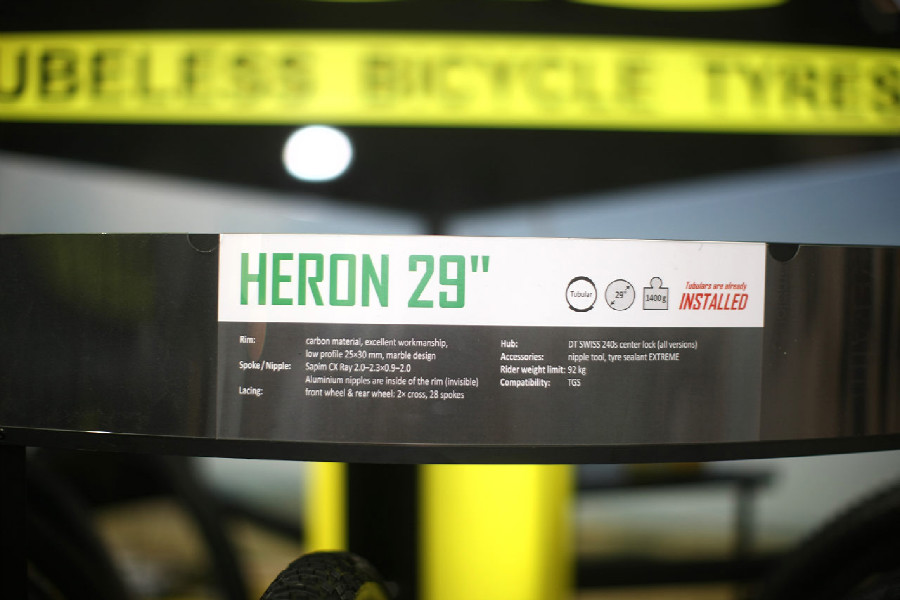 UBELESS BICYCLE TYRES
HERON 29"
Tubular
29"
1400 g
Tubulars are already
INSTALLED
Rim: carbon material, excellent workmanship,
low profile 25×30 mm, marble design
Spoke/Nipple: Sapim CX Ray 2.0–2.3×0.9–2.0
Aluminium nipples are inside of the rim (invisible)
Lacing: front wheel & rear wheel: 2× cross, 28 spokes
Hub: DT SWISS 240s center lock (all versions)
Accessories: nipple tool, tyre sealant EXTREME
Rider weight limit: 92 kg
Compatibility: TGS